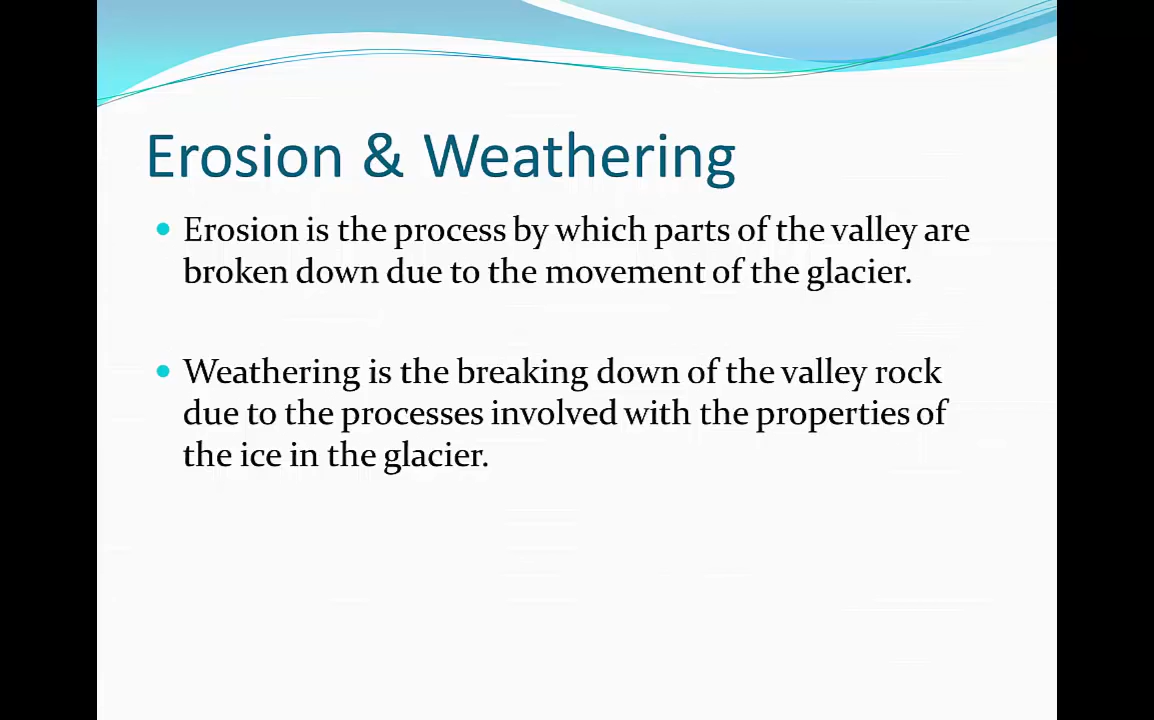 Erosion & Weathering
Erosion is the process by which parts of the valley are
broken down due to the movement of the glacier.
Weathering is the breaking down of the valley rock
due to the processes involved with the properties of
the ice in the glacier.